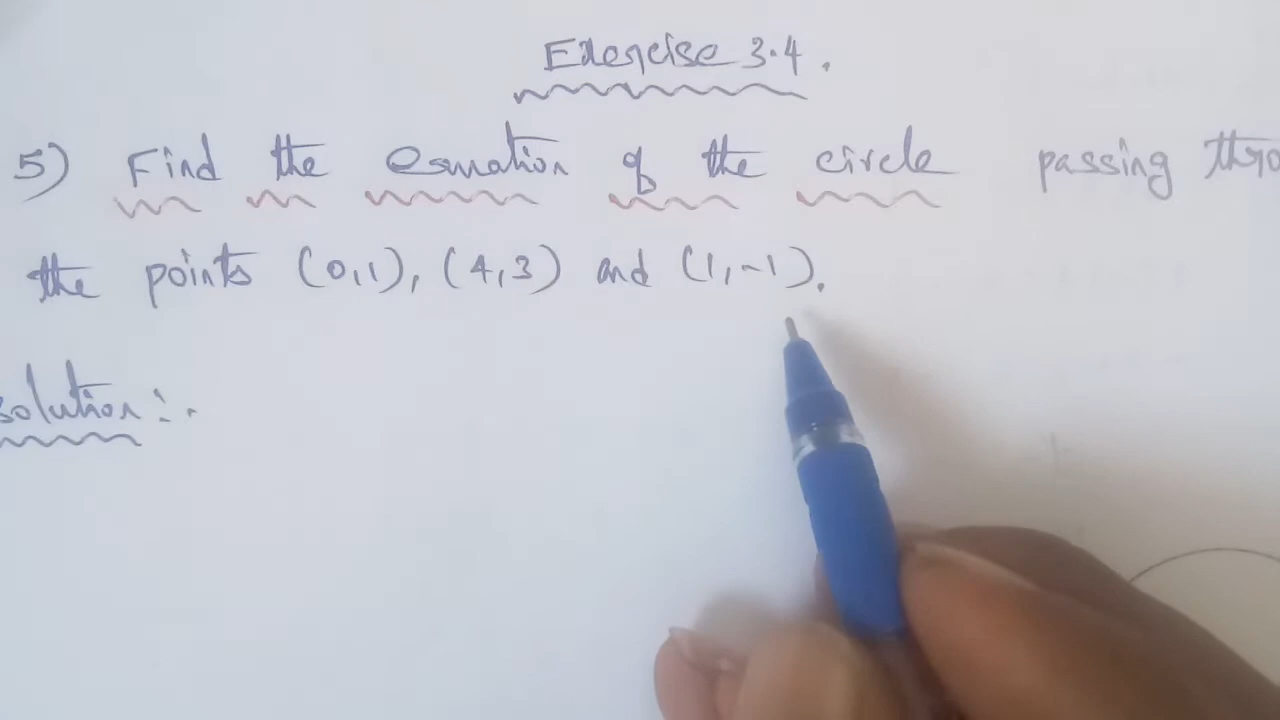 Exercise 3.4.
5) Find the equation of the circle passing thro
the points (0,1), (4,3) and (1,-1).
solution:-